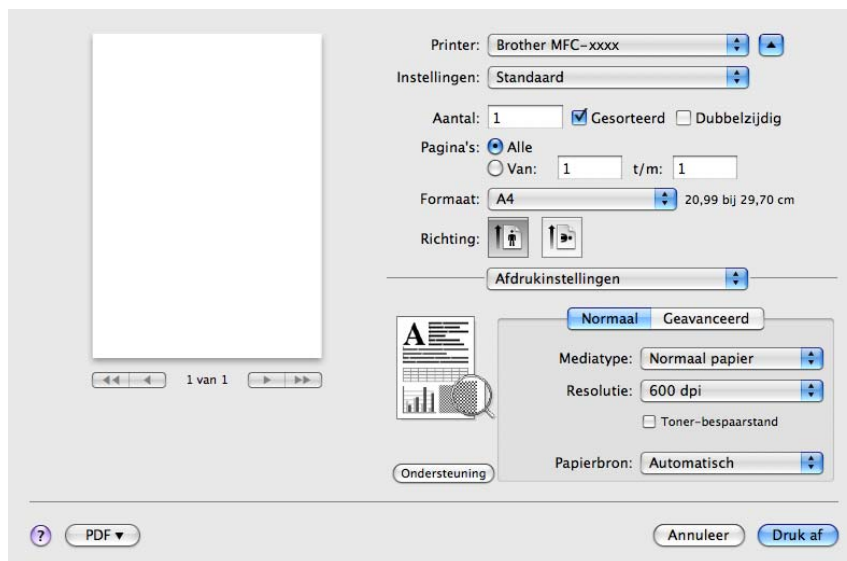 Printer: Brother MFC-xxxx
Instellingen: Standaard
Aantal: 1 Gesorteerd Dubbelzijdig
Pagina's: Alle
Van: 1 t/m: 1
Formaat: A4 20,99 bij 29,70 cm
Richting:
Afdrukinstellingen
Normaal Geavanceerd
A
Mediatype: Normaal papier
1 van 1
Resolutie: 600 dpi
Toner-bespaarstand
Papierbron: Automatisch
Ondersteuning
? PDF Annuleer Druk af